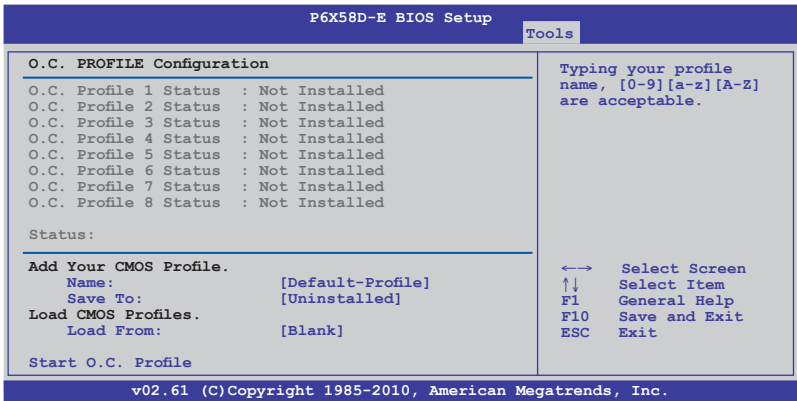 P6X58D-E BIOS Setup
Tools
O.C. PROFILE Configuration
O.C. Profile 1 Status : Not Installed
O.C. Profile 2 Status : Not Installed
O.C. Profile 3 Status : Not Installed
O.C. Profile 4 Status : Not Installed
O.C. Profile 5 Status : Not Installed
O.C. Profile 6 Status : Not Installed
O.C. Profile 7 Status : Not Installed
O.C. Profile 8 Status : Not Installed
Status:
Add Your CMOS Profile.
Name: [Default-Profile]
Save To: [Uninstalled]
Load CMOS Profiles.
Load From: [Blank]
Start O.C. Profile
Typing your profile
name, [0-9][a-z][A-Z]
are acceptable.
←→ Select Screen
↑↓ Select Item
F1 General Help
F10 Save and Exit
ESC Exit
v02.61 (C)Copyright 1985-2010, American Megatrends, Inc.